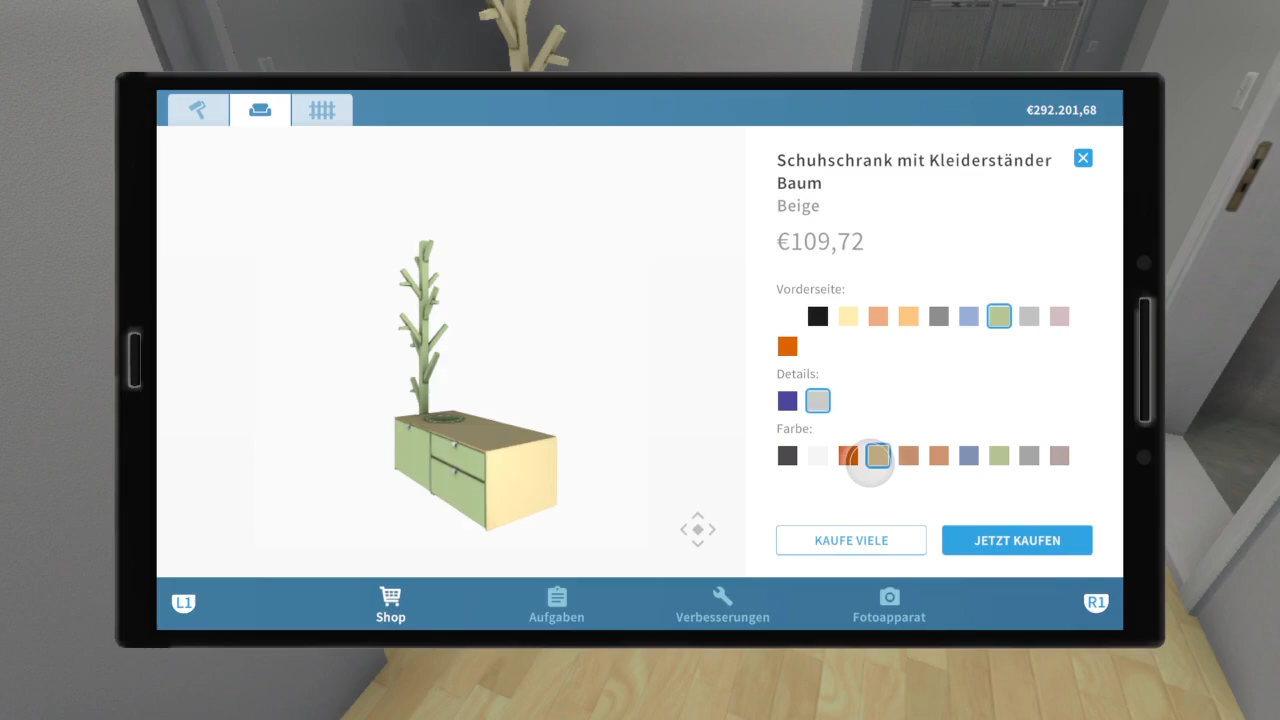 €292.201,68
Schuhschrank mit Kleiderständer
Baum
Beige
€109,72
Vorderseite:
Details:
Farbe:
KAUFE VIELE
JETZT KAUFEN
L1
Shop
Aufgaben
Verbesserungen
Fotoapparat
R1